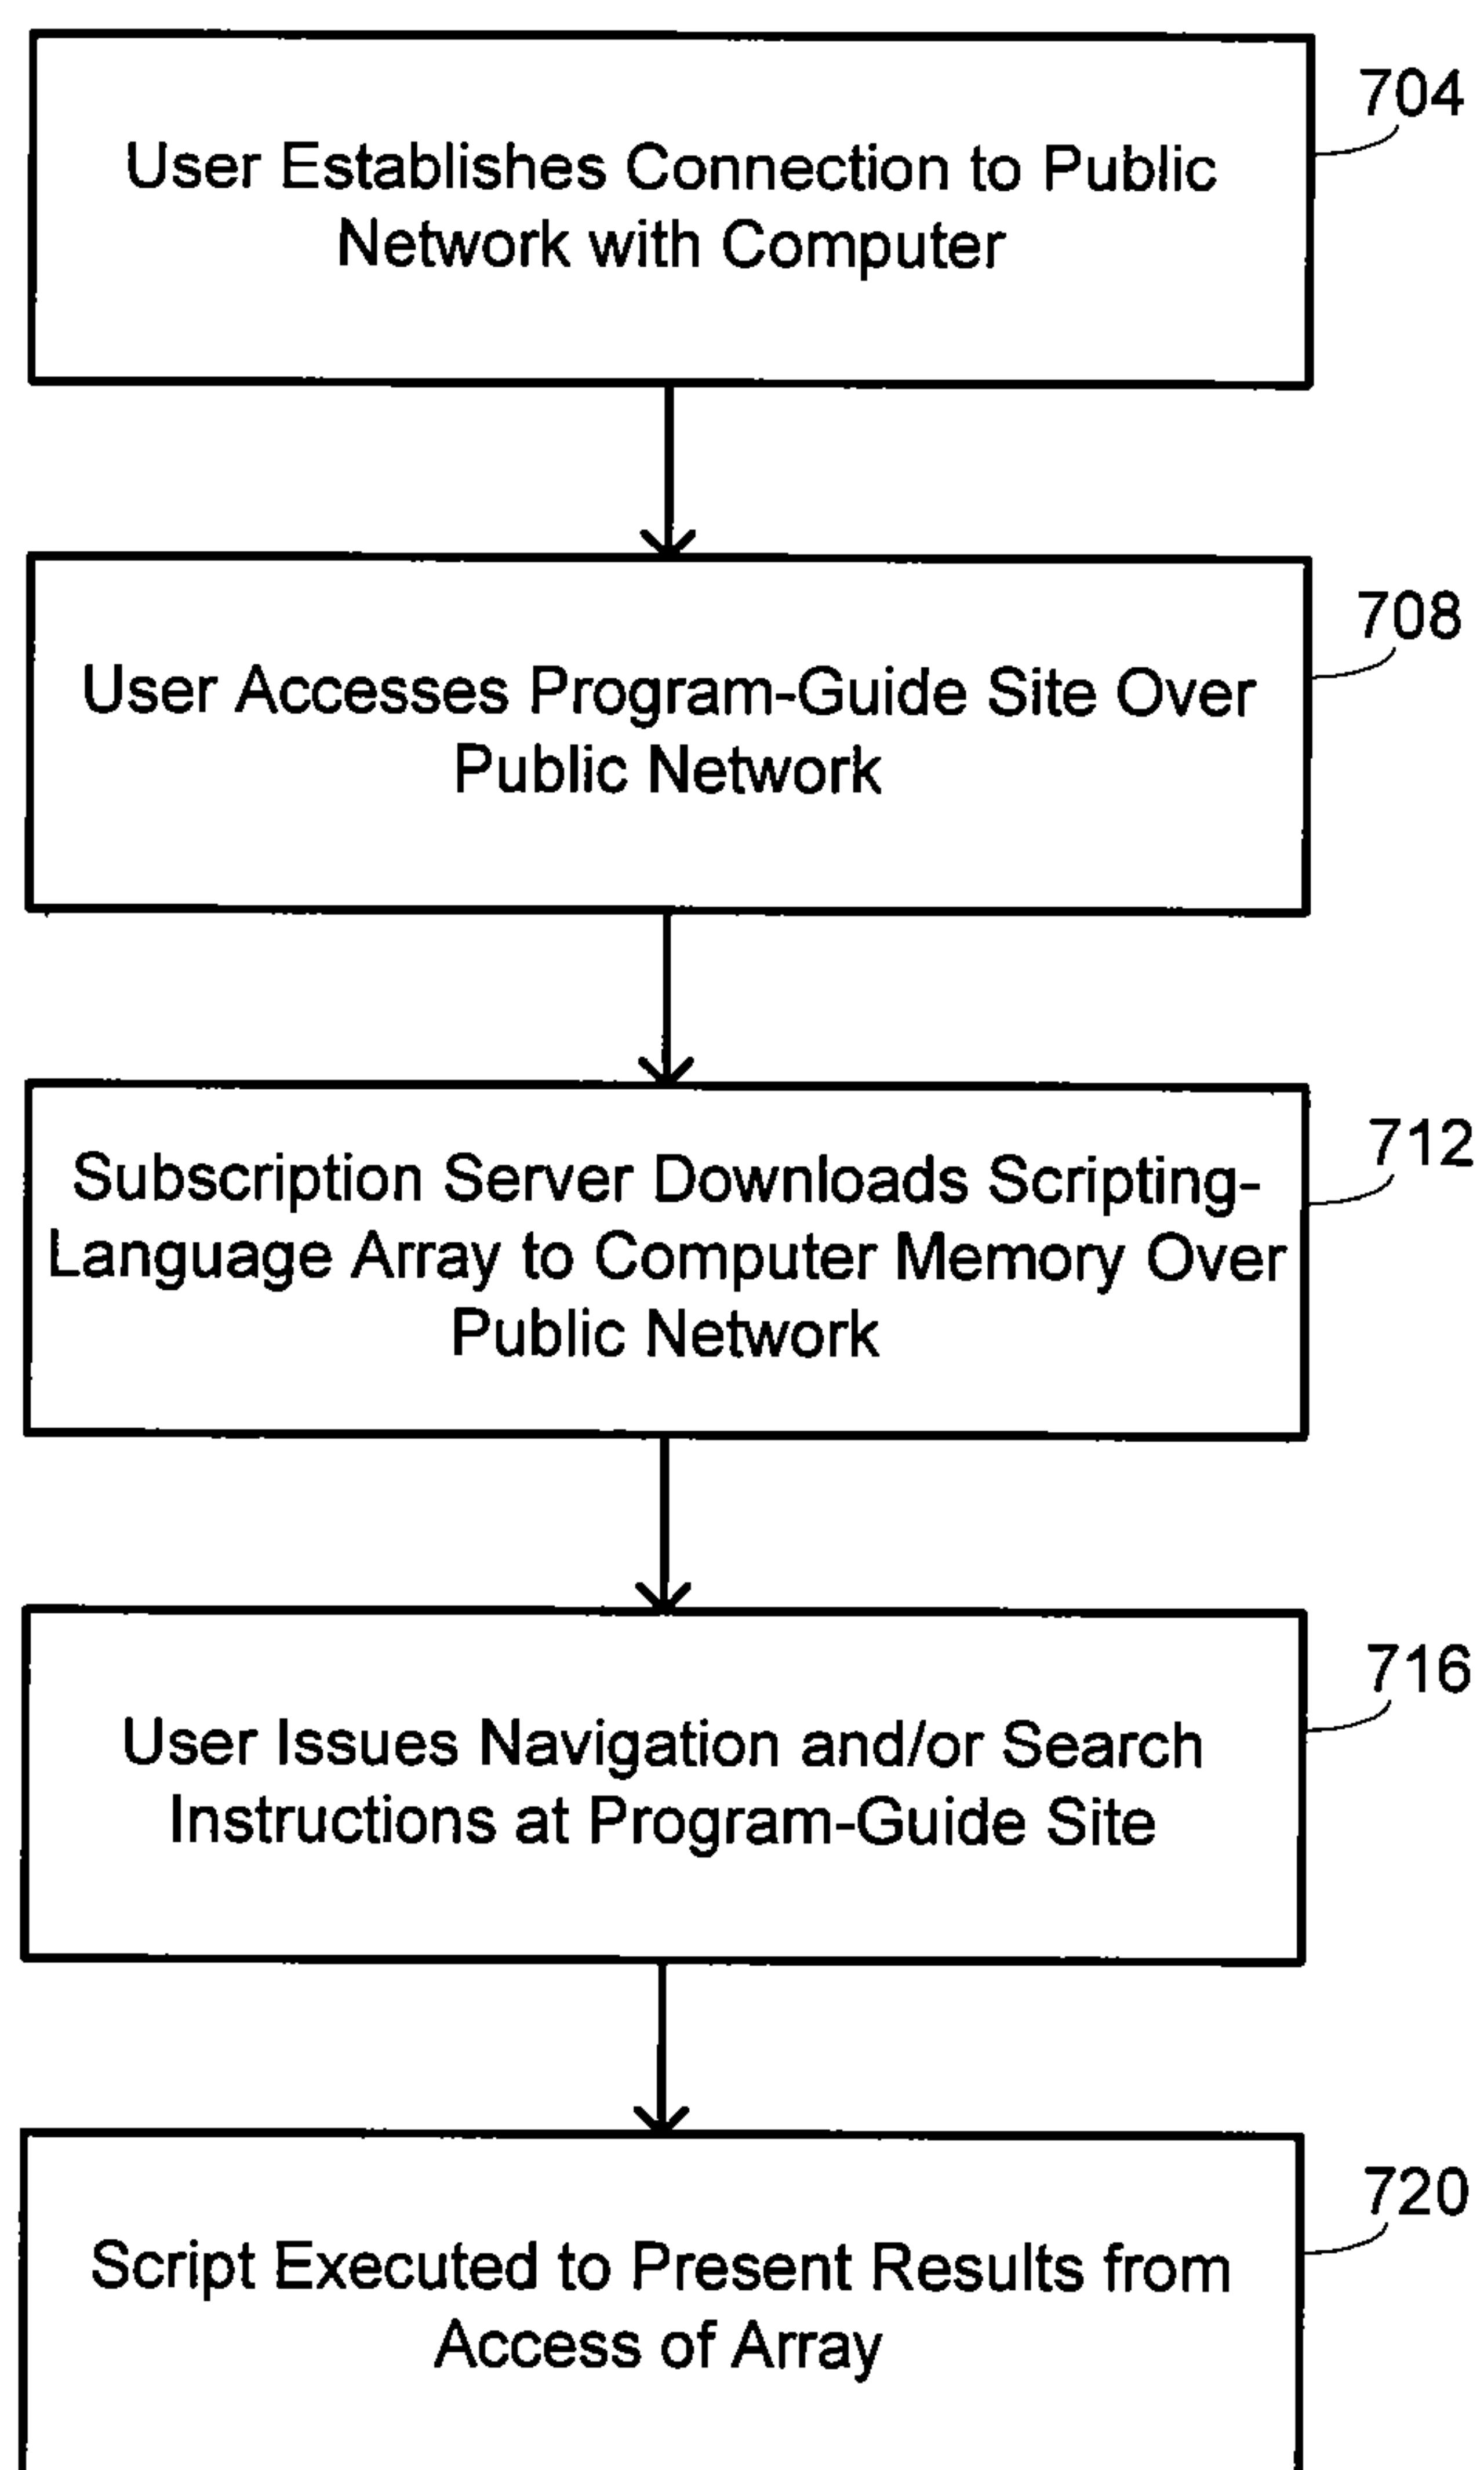 704
User Establishes Connection to Public
Network with Computer
708
User Accesses Program-Guide Site Over
Public Network
712
Subscription Server Downloads Scripting-
Language Array to Computer Memory Over
Public Network
716
User Issues Navigation and/or Search
Instructions at Program-Guide Site
720
Script Executed to Present Results from
Access of Array